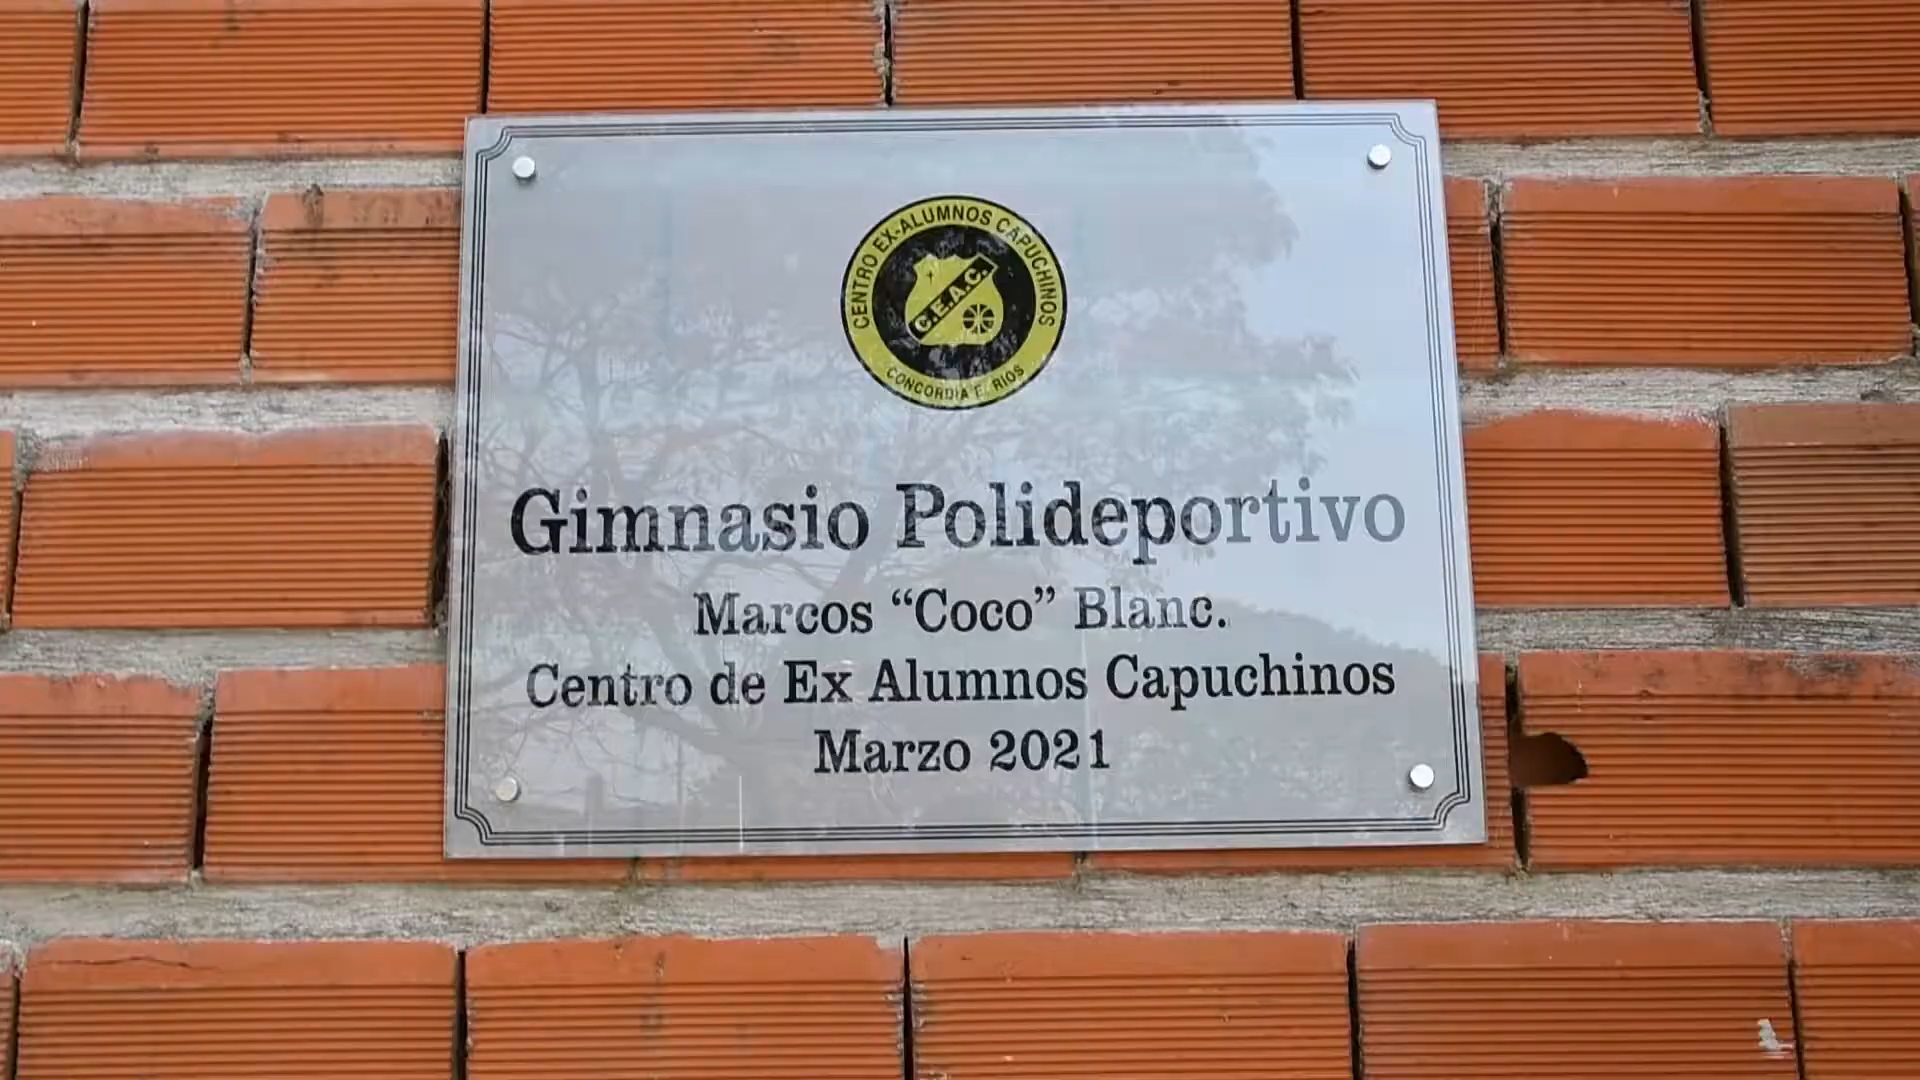 CENTRO EX-ALUMNOS CAPUCHINOS
C.E.A.C.
CONCORDIA E. RIOS
Gimnasio Polideportivo
Marcos “Coco” Blanc.
Centro de Ex Alumnos Capuchinos
Marzo 2021